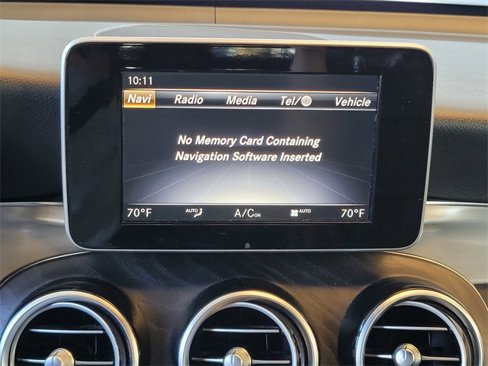 10:11
Navi Radio Media Tel/ Vehicle
No Memory Card Containing
Navigation Software Inserted
70°F AUTO A/C ON AUTO 70°F